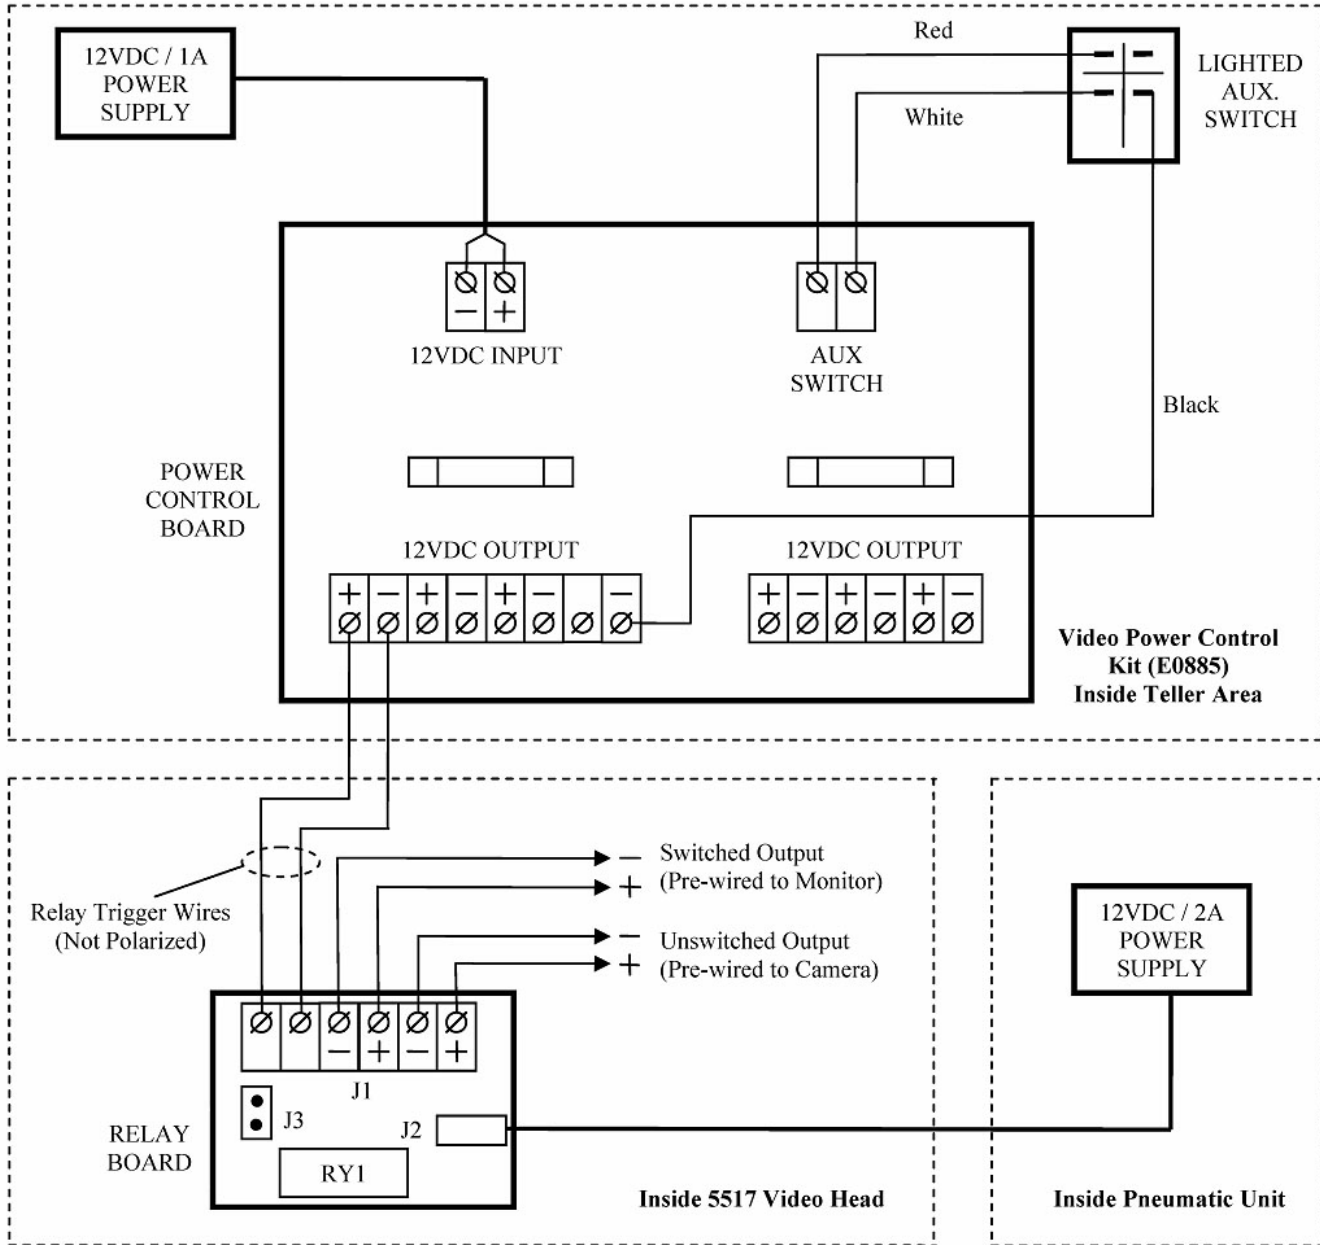 12VDC / 1A
POWER
SUPPLY
Red
White
LIGHTED
AUX.
SWITCH
− +
12VDC INPUT
AUX
SWITCH
Black
POWER
CONTROL
BOARD
12VDC OUTPUT
+ − + − + − −
12VDC OUTPUT
+ − + − + −
Video Power Control
Kit (E0885)
Inside Teller Area
Relay Trigger Wires
(Not Polarized)
− Switched Output
+ (Pre-wired to Monitor)
− Unswitched Output
+ (Pre-wired to Camera)
12VDC / 2A
POWER
SUPPLY
− + − +
J1
J3
J2
RY1
RELAY
BOARD
Inside 5517 Video Head
Inside Pneumatic Unit